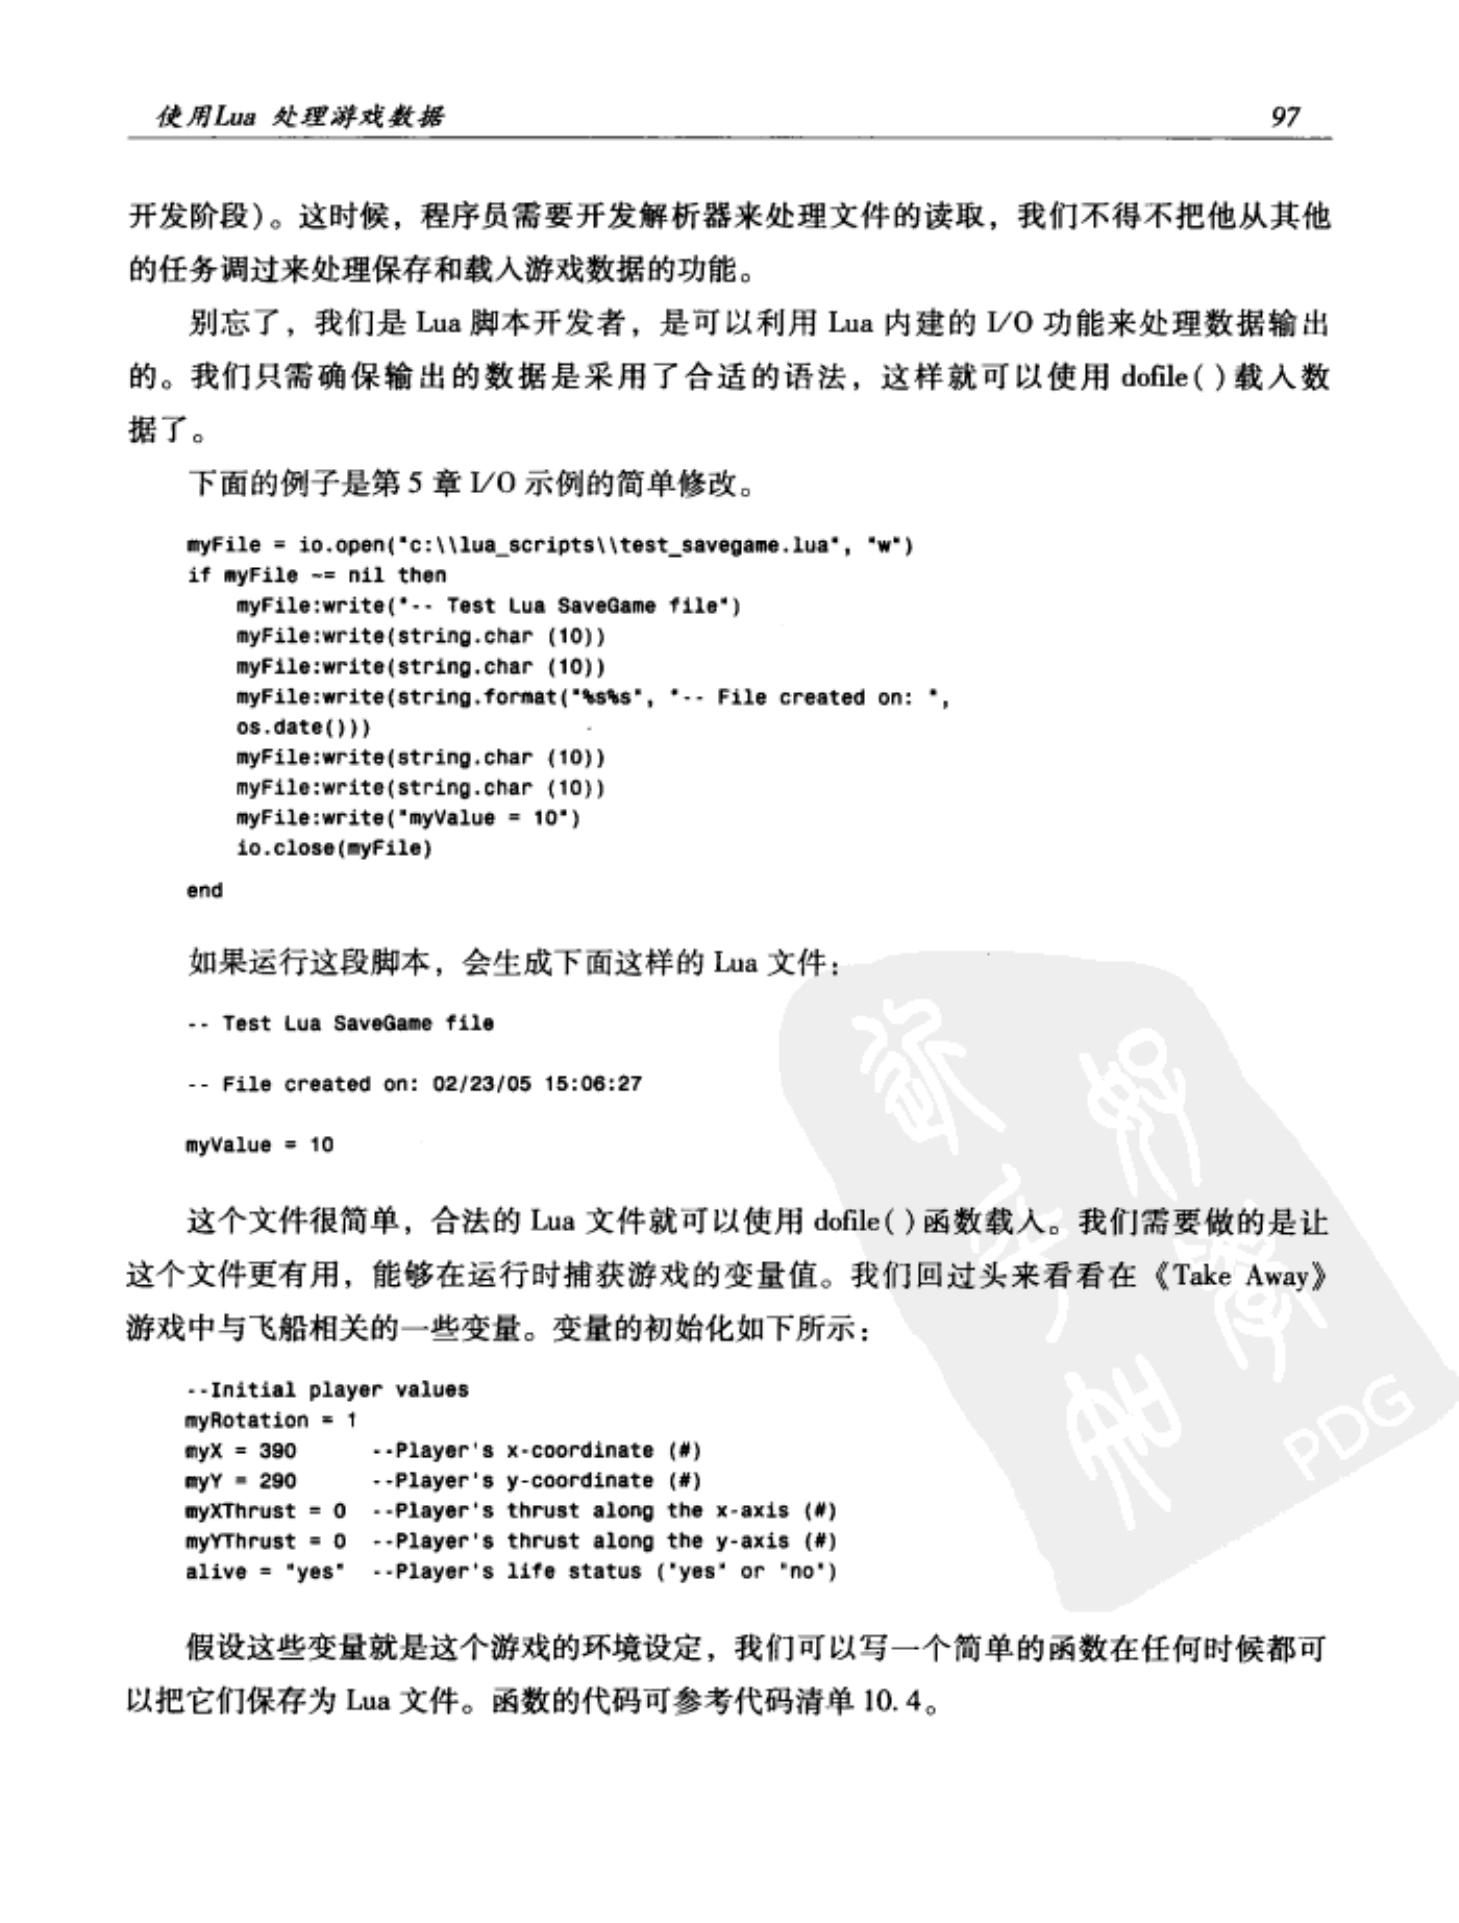 使用Lua 处理游戏数据 97
开发阶段)。这时候，程序员需要开发解析器来处理文件的读取，我们不得不把他从其他
的任务调过来处理保存和载入游戏数据的功能。
别忘了，我们是 Lua 脚本开发者，是可以利用 Lua 内建的 I/O 功能来处理数据输出
的。我们只需确保输出的数据是采用了合适的语法，这样就可以使用 dofile( )载入数
据了。
下面的例子是第 5 章 I/O 示例的简单修改。
myFile = io.open("c:\\lua_scripts\\test_savegame.lua", "w")
if myFile ~= nil then
    myFile:write("-- Test Lua SaveGame file")
    myFile:write(string.char (10))
    myFile:write(string.char (10))
    myFile:write(string.format("%s%s", "-- File created on: ",
    os.date()))
    myFile:write(string.char (10))
    myFile:write(string.char (10))
    myFile:write("myValue = 10")
    io.close(myFile)
end
如果运行这段脚本，会生成下面这样的 Lua 文件：
-- Test Lua SaveGame file
-- File created on: 02/23/05 15:06:27
myValue = 10
这个文件很简单，合法的 Lua 文件就可以使用 dofile( )函数载入。我们需要做的是让
这个文件更有用，能够在运行时捕获游戏的变量值。我们回过头来看看在《Take Away》
游戏中与飞船相关的一些变量。变量的初始化如下所示：
--Initial player values
myRotation = 1
myX = 390      --Player's x-coordinate (#)
myY = 290      --Player's y-coordinate (#)
myXThrust = 0  --Player's thrust along the x-axis (#)
myYThrust = 0  --Player's thrust along the y-axis (#)
alive = "yes"  --Player's life status ("yes" or "no")
PDG
假设这些变量就是这个游戏的环境设定，我们可以写一个简单的函数在任何时候都可
以把它们保存为 Lua 文件。函数的代码可参考代码清单 10.4。